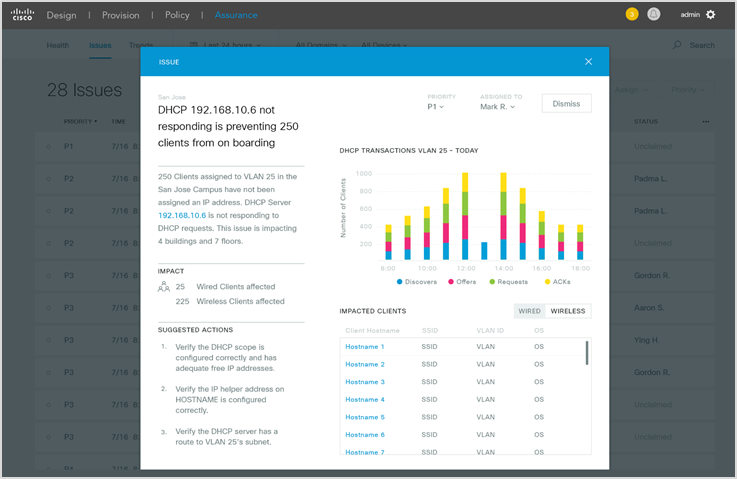 CISCO
Design | Provision | Policy | Assurance
3
admin
Health Issues Trends Last 24 hours All Domains All Devices Search
28 Issues
Assign
PRIORITY TIME STATUS
P1 7/16 Unclaimed
P2 7/16 Padma L.
P2 7/16 Padma L.
P2 7/16 Unclaimed
P3 7/16 Gordon R.
P3 7/16 Aaron S.
P3 7/16 Ying H.
P3 7/16 Gordon R.
P3 7/16 Unclaimed
P3 7/16 Unclaimed
ISSUE
San Jose
DHCP 192.168.10.6 not
responding is preventing 250
clients from on boarding
PRIORITY
P1
ASSIGNED TO
Mark R.
Dismiss
250 Clients assigned to VLAN 25 in the
San Jose Campus have not been
assigned an IP address. DHCP Server
192.168.10.6 is not responding to
DHCP requests. This issue is impacting
4 buildings and 7 floors.
IMPACT
25 Wired Clients affected
225 Wireless Clients affected
SUGGESTED ACTIONS
1. Verify the DHCP scope is
configured correctly and has
adequate free IP addresses.
2. Verify the IP helper address on
HOSTNAME is configured
correctly.
3. Verify the DHCP server has a
route to VLAN 25's subnet.
DHCP TRANSACTIONS VLAN 25 – TODAY
Number of Clients
1000
800
600
400
200
8:00 10:00 12:00 14:00 16:00 18:00
Discovers Offers Requests ACKs
IMPACTED CLIENTS
WIRED WIRELESS
Client Hostname SSID VLAN ID OS
Hostname 1 SSID VLAN OS
Hostname 2 SSID VLAN OS
Hostname 3 SSID VLAN OS
Hostname 4 SSID VLAN OS
Hostname 5 SSID VLAN OS
Hostname 6 SSID VLAN OS
Hostname 7 SSID VLAN OS